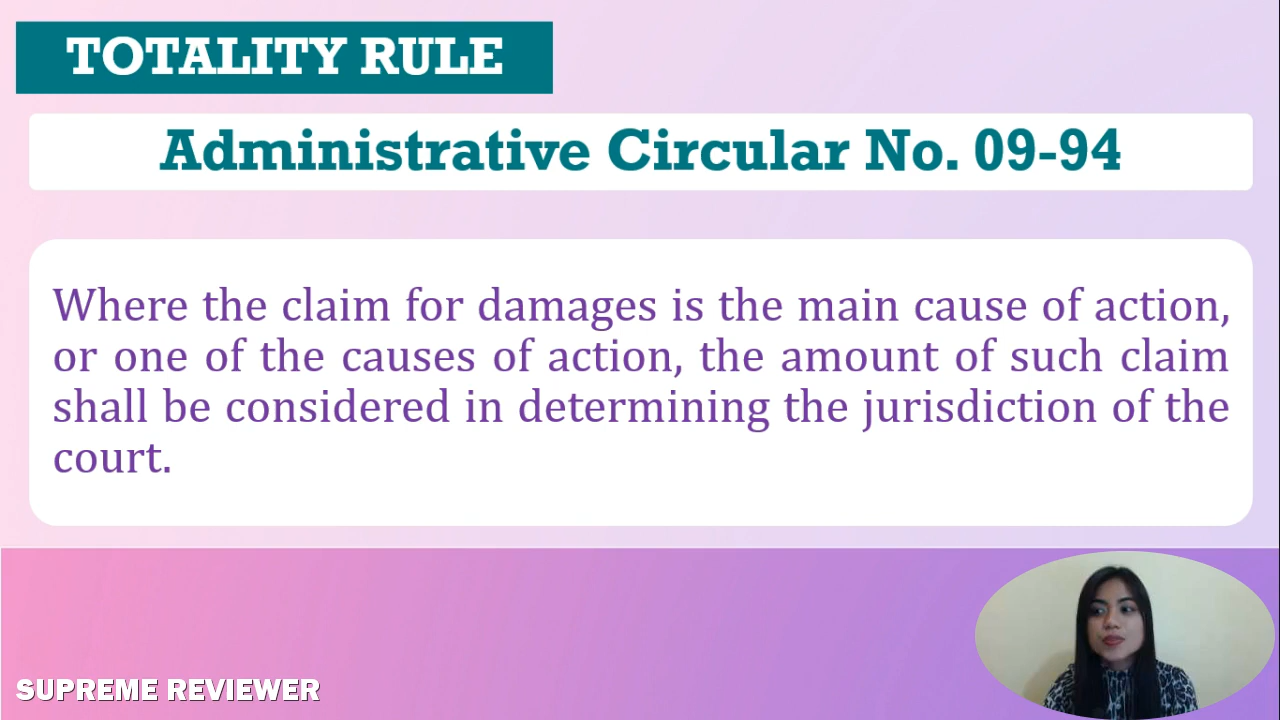 TOTALITY RULE
Administrative Circular No. 09-94
Where the claim for damages is the main cause of action,
or one of the causes of action, the amount of such claim
shall be considered in determining the jurisdiction of the
court.
SUPREME REVIEWER